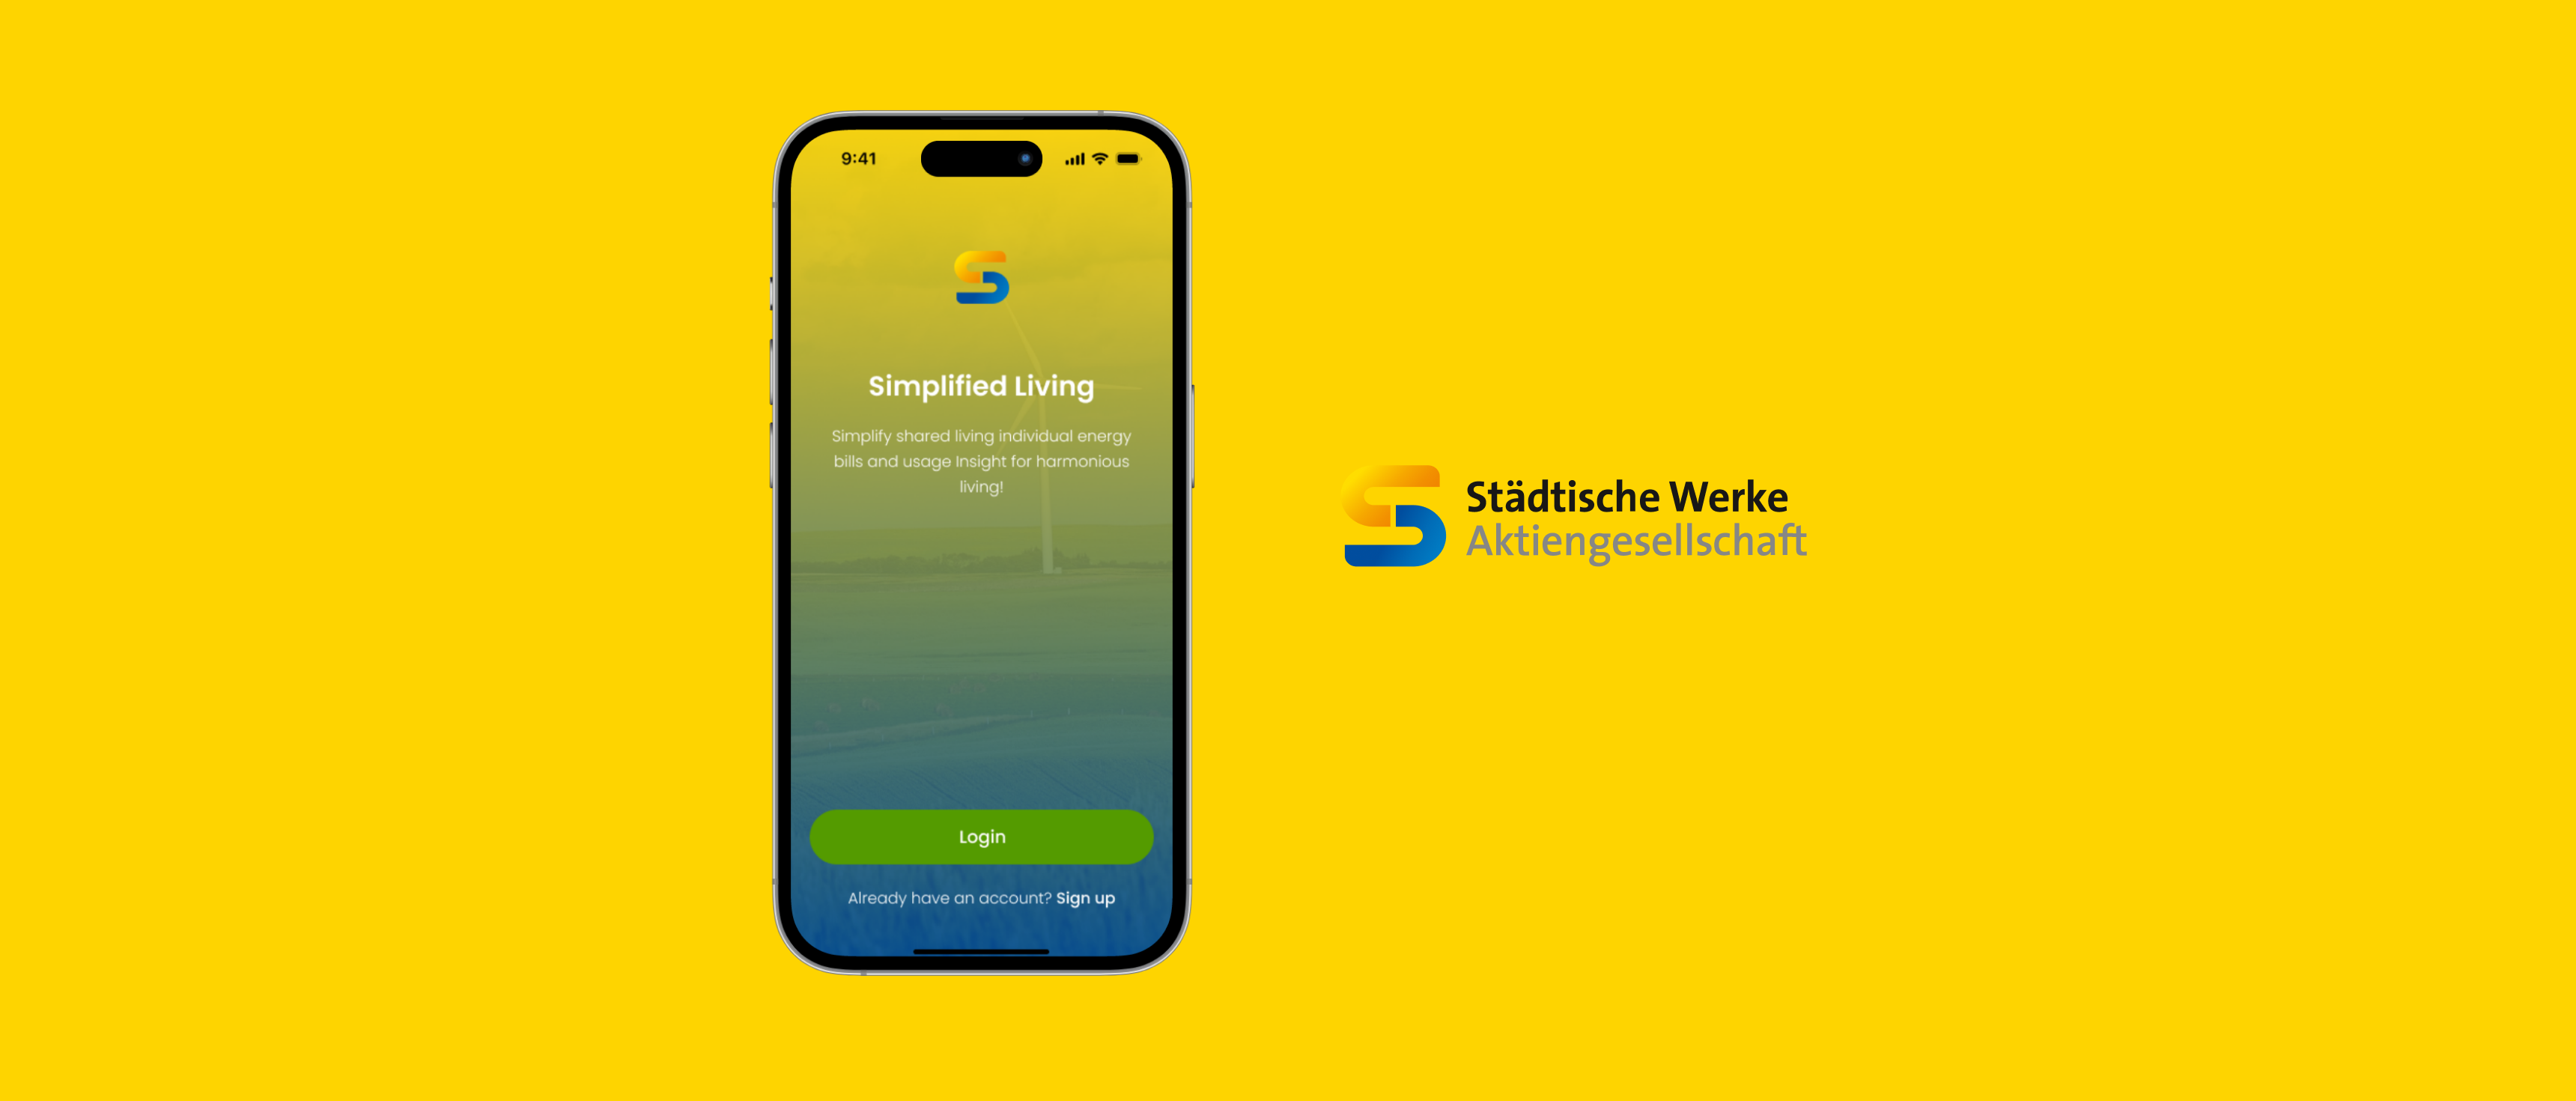 9:41
Simplified Living
Simplify shared living individual energy
bills and usage Insight for harmonious
living!
Login
Already have an account? Sign up
Städtische Werke
Aktiengesellschaft